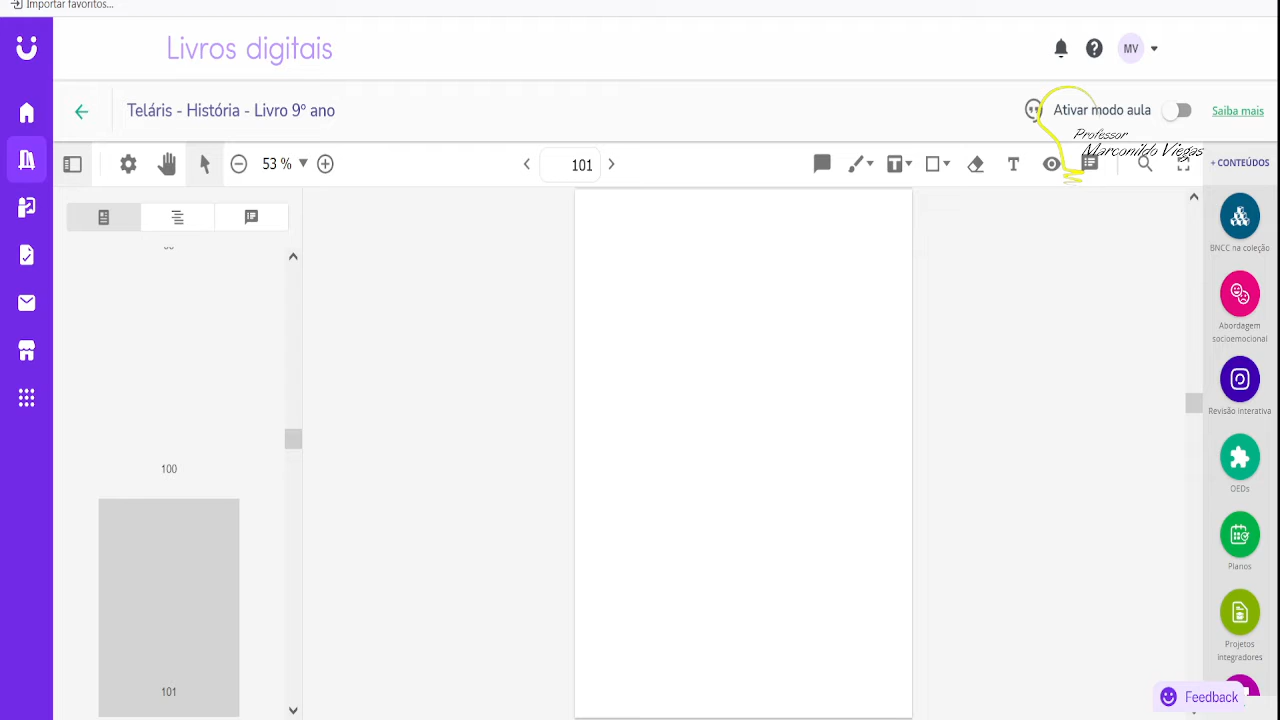 Importar favoritos...
Livros digitais
MV
Teláris - História - Livro 9º ano
Ativar modo aula
Saiba mais
Professor
Marconildo Viegas
53 %
101
+ CONTEÚDOS
BNCC na coleção
Abordagem
socioemocional
Revisão interativa
OEDs
Planos
Projetos
integradores
100
101
Feedback